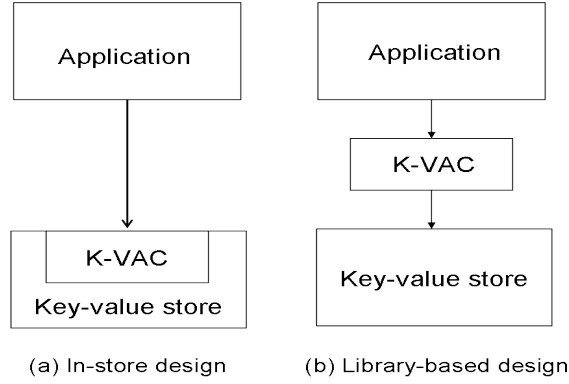 Application
K-VAC
Key-value store
(a) In-store design
Application
K-VAC
Key-value store
(b) Library-based design